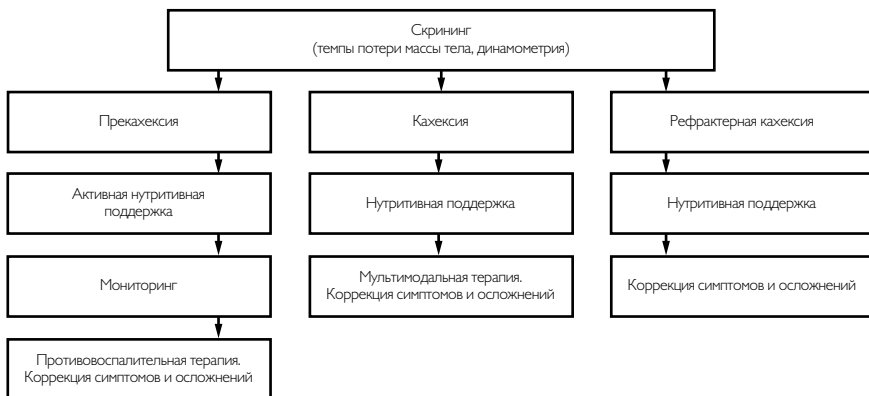 Скрининг
(темпы потери массы тела, динамометрия)
Прекахексия
Кахексия
Рефрактерная кахексия
Активная нутритивная
поддержка
Нутритивная поддержка
Нутритивная поддержка
Мониторинг
Мультимодальная терапия.
Коррекция симптомов и осложнений
Коррекция симптомов и осложнений
Противовоспалительная терапия.
Коррекция симптомов и осложнений